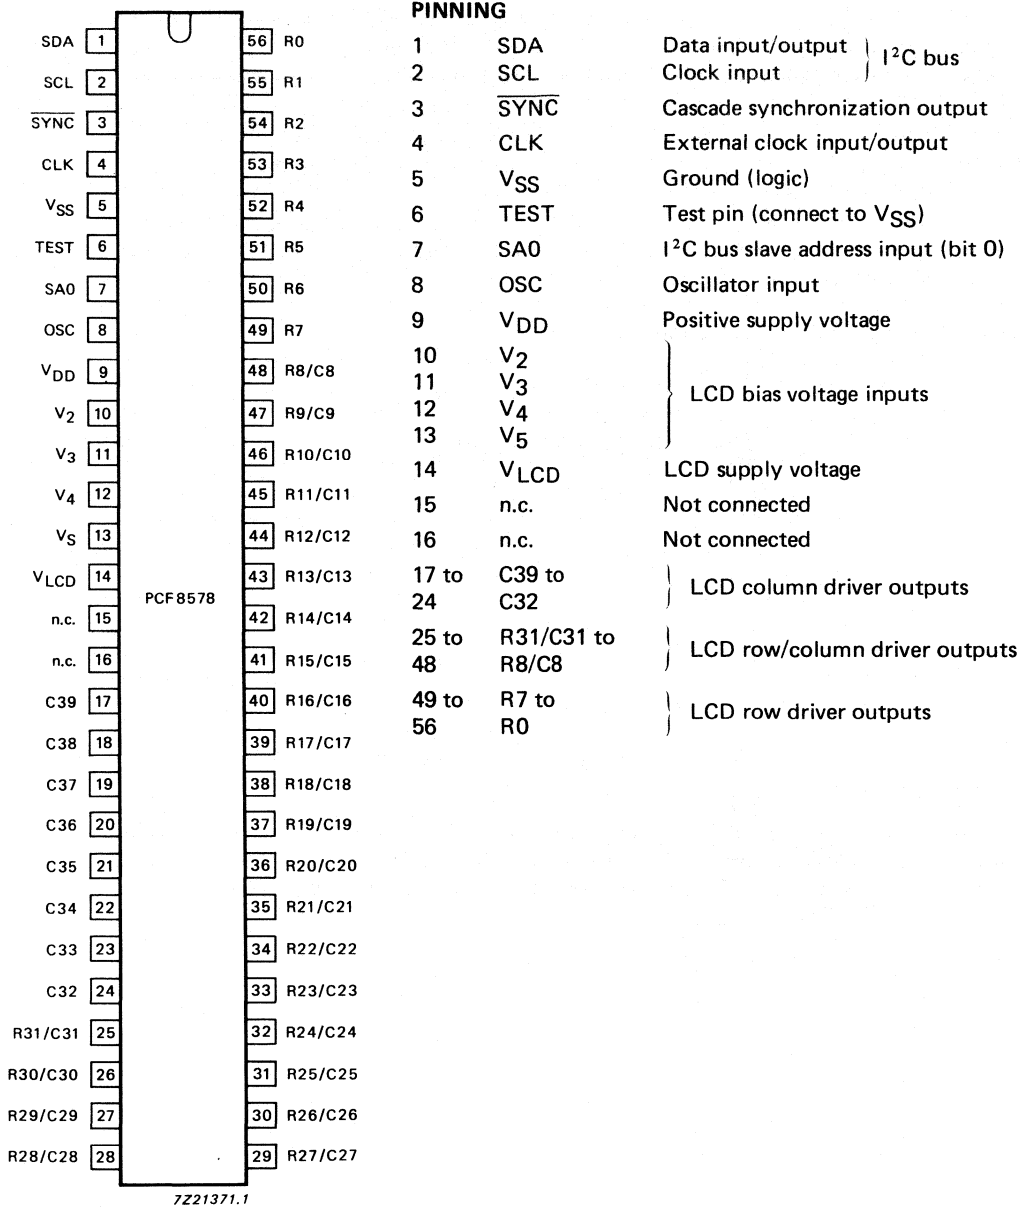 PINNING
SDA 1 56 R0
SCL 2 55 R1
SYNC 3 54 R2
CLK 4 53 R3
VSS 5 52 R4
TEST 6 51 R5
SA0 7 50 R6
OSC 8 49 R7
VDD 9 48 R8/C8
V2 10 47 R9/C9
V3 11 46 R10/C10
V4 12 45 R11/C11
VS 13 44 R12/C12
VLCD 14 43 R13/C13
PCF8578
n.c. 15 42 R14/C14
n.c. 16 41 R15/C15
C39 17 40 R16/C16
C38 18 39 R17/C17
C37 19 38 R18/C18
C36 20 37 R19/C19
C35 21 36 R20/C20
C34 22 35 R21/C21
C33 23 34 R22/C22
C32 24 33 R23/C23
R31/C31 25 32 R24/C24
R30/C30 26 31 R25/C25
R29/C29 27 30 R26/C26
R28/C28 28 29 R27/C27
7Z21371.1
1 SDA Data input/output
2 SCL Clock input
I²C bus
3 SYNC Cascade synchronization output
4 CLK External clock input/output
5 VSS Ground (logic)
6 TEST Test pin (connect to VSS)
7 SA0 I²C bus slave address input (bit 0)
8 OSC Oscillator input
9 VDD Positive supply voltage
10 V2
11 V3
12 V4
13 V5
LCD bias voltage inputs
14 VLCD LCD supply voltage
15 n.c. Not connected
16 n.c. Not connected
17 to C39 to
24 C32
LCD column driver outputs
25 to R31/C31 to
48 R8/C8
LCD row/column driver outputs
49 to R7 to
56 R0
LCD row driver outputs